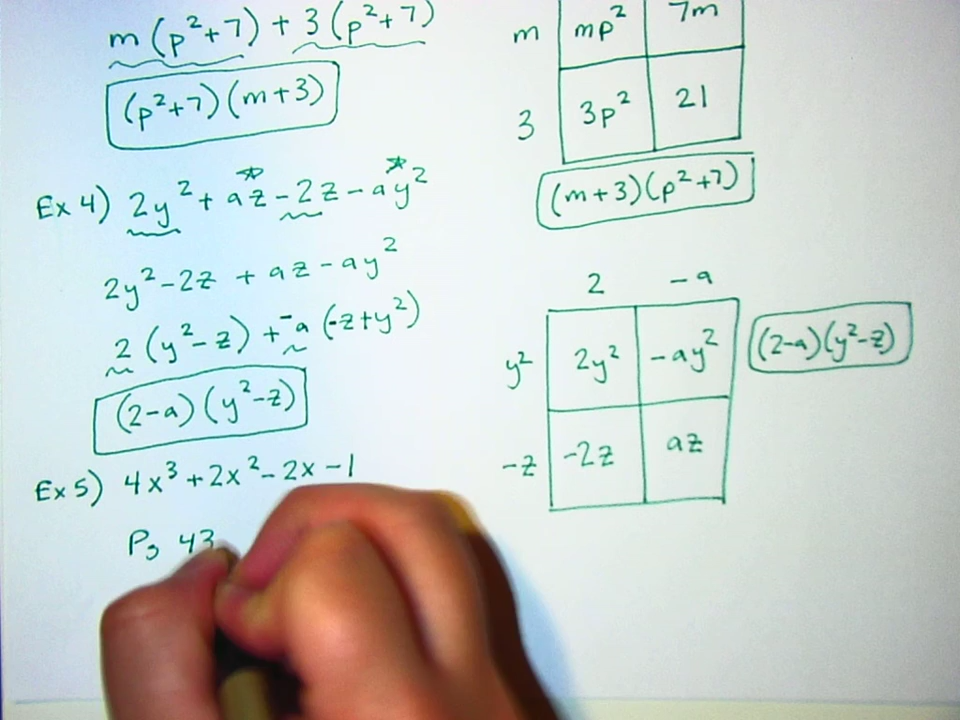 m(p²+7) + 3(p²+7)
(p²+7)(m+3)
m mp² 7m
3 3p² 21
(m+3)(p²+7)
Ex 4) 2y² + az - 2z - ay²
2y² - 2z + az - ay²
2(y² - z) + -a(-z + y²)
(2-a)(y²-z)
2 -a
y² 2y² -ay²
-z -2z az
(2-a)(y²-z)
Ex 5) 4x³ + 2x² - 2x - 1
Pg 43